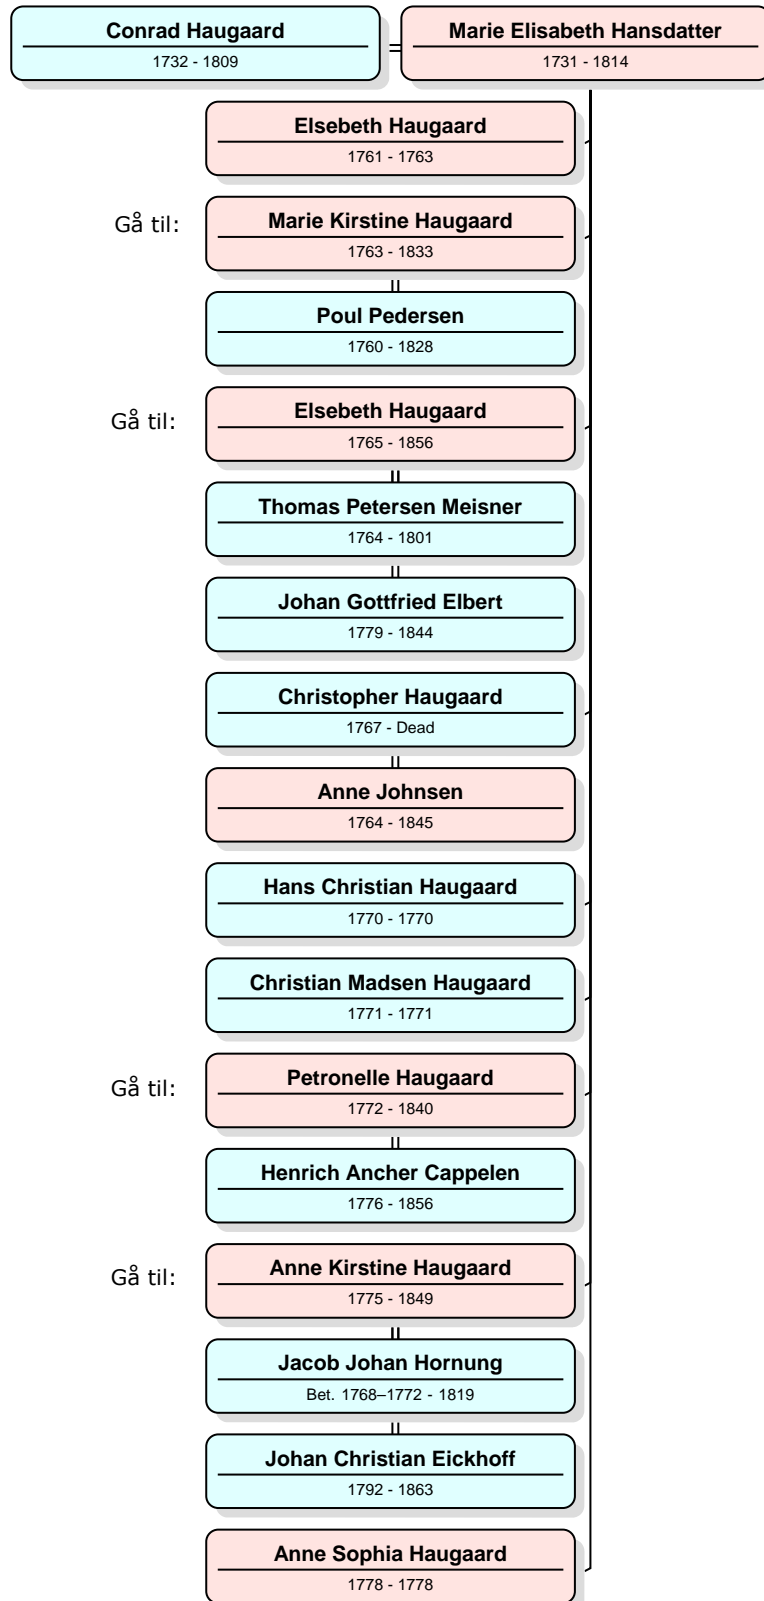 Conrad Haugaard
1732 - 1809
Marie Elisabeth Hansdatter
1731 - 1814
Elsebeth Haugaard
1761 - 1763
Gå til:
Marie Kirstine Haugaard
1763 - 1833
Poul Pedersen
1760 - 1828
Gå til:
Elsebeth Haugaard
1765 - 1856
Thomas Petersen Meisner
1764 - 1801
Johan Gottfried Elbert
1779 - 1844
Christopher Haugaard
1767 - Dead
Anne Johnsen
1764 - 1845
Hans Christian Haugaard
1770 - 1770
Christian Madsen Haugaard
1771 - 1771
Gå til:
Petronelle Haugaard
1772 - 1840
Henrich Ancher Cappelen
1776 - 1856
Gå til:
Anne Kirstine Haugaard
1775 - 1849
Jacob Johan Hornung
Bet. 1768–1772 - 1819
Johan Christian Eickhoff
1792 - 1863
Anne Sophia Haugaard
1778 - 1778